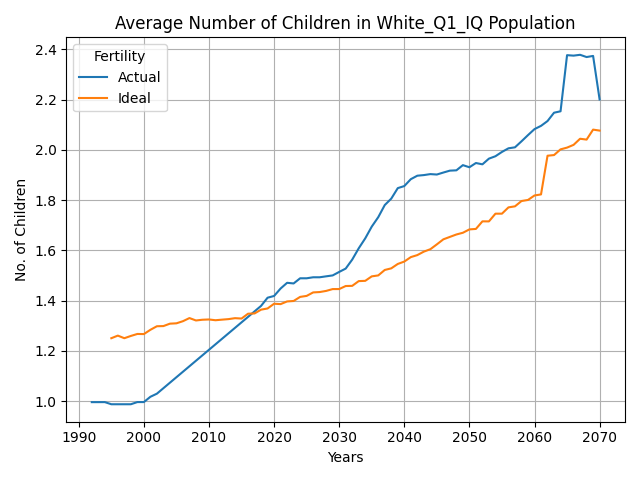 Average Number of Children in White_Q1_IQ Population
Fertility
Actual
Ideal
No. of Children
2.4
2.2
2.0
1.8
1.6
1.4
1.2
1.0
1990 2000 2010 2020 2030 2040 2050 2060 2070
Years